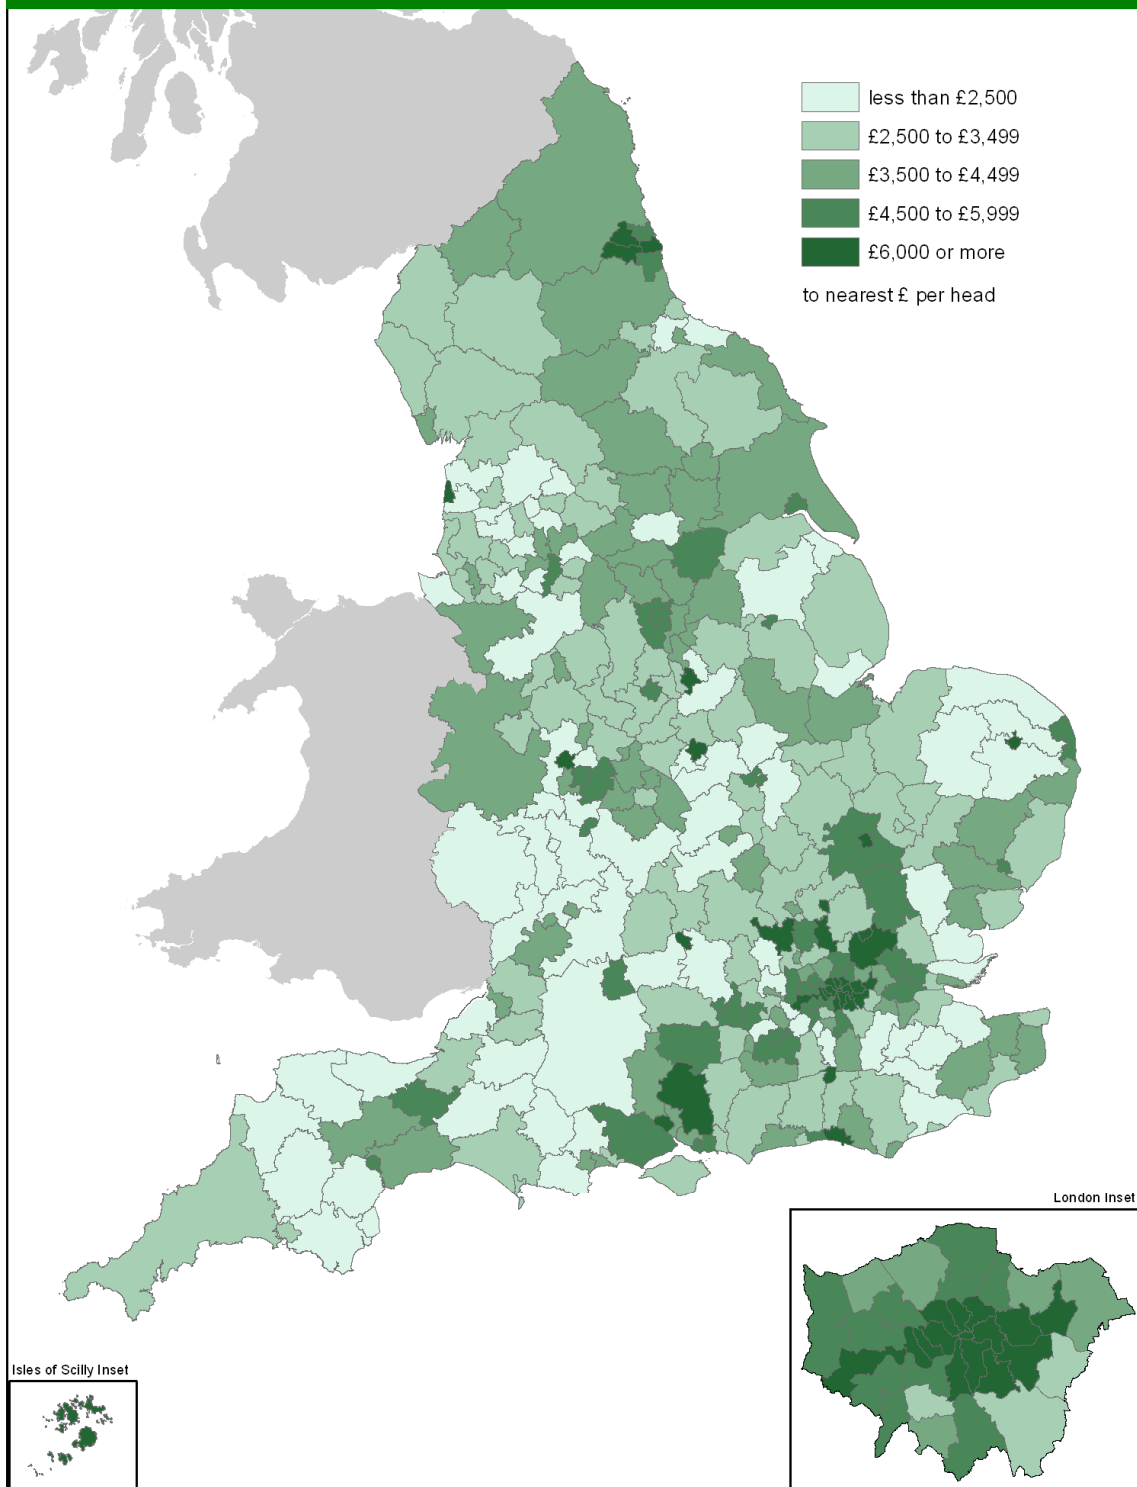 less than £2,500
£2,500 to £3,499
£3,500 to £4,499
£4,500 to £5,999
£6,000 or more
to nearest £ per head
London Inset
Isles of Scilly Inset